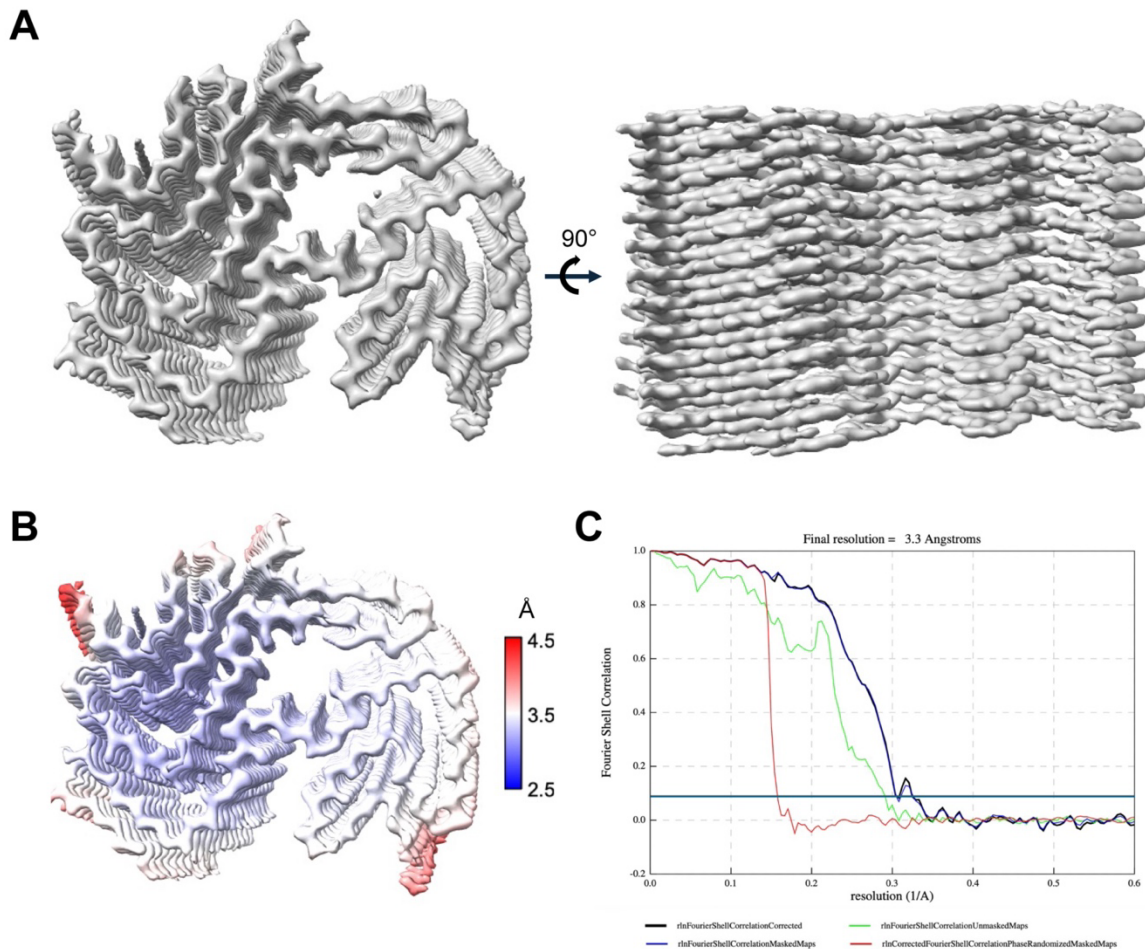 A
90°
B
Å
4.5
3.5
2.5
C
Final resolution = 3.3 Angstroms
1.0
0.8
0.6
0.4
0.2
0.0
-0.2
Fourier Shell Correlation
0.0 0.1 0.2 0.3 0.4 0.5 0.6
resolution (1/A)
rlnFourierShellCorrelationCorrected rlnFourierShellCorrelationUnmaskedMaps
rlnFourierShellCorrelationMaskedMaps rlnCorrectedFourierShellCorrelationPhaseRandomizedMaskedMaps